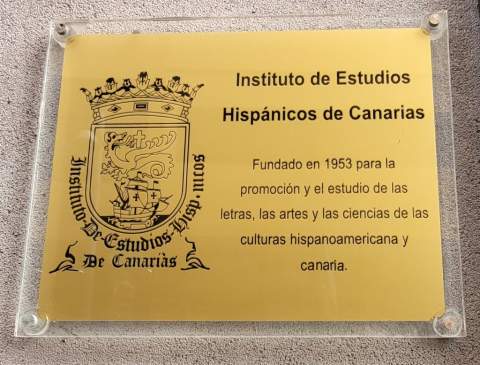 Instituto de Estudios
Hispánicos de Canarias
Fundado en 1953 para la
promoción y el estudio de las
letras, las artes y las ciencias de las
culturas hispanoamericana y
canaria.
Instituto-De-Estudios-Hisp·nicos
De Canariàs